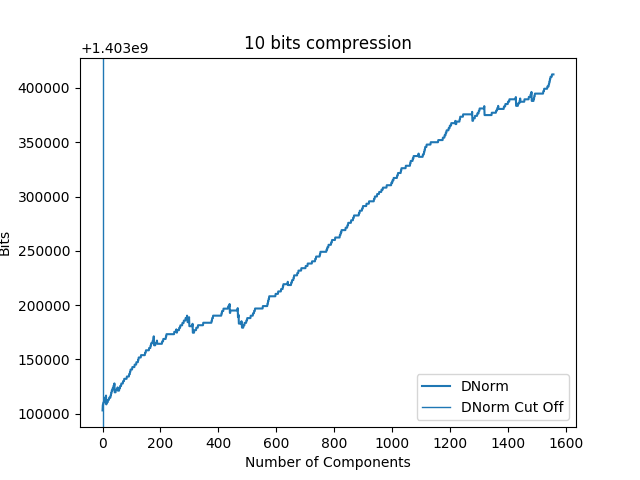 10 bits compression
+1.403e9
400000
350000
300000
250000
200000
150000
100000
Bits
0 200 400 600 800 1000 1200 1400 1600
Number of Components
DNorm
DNorm Cut Off